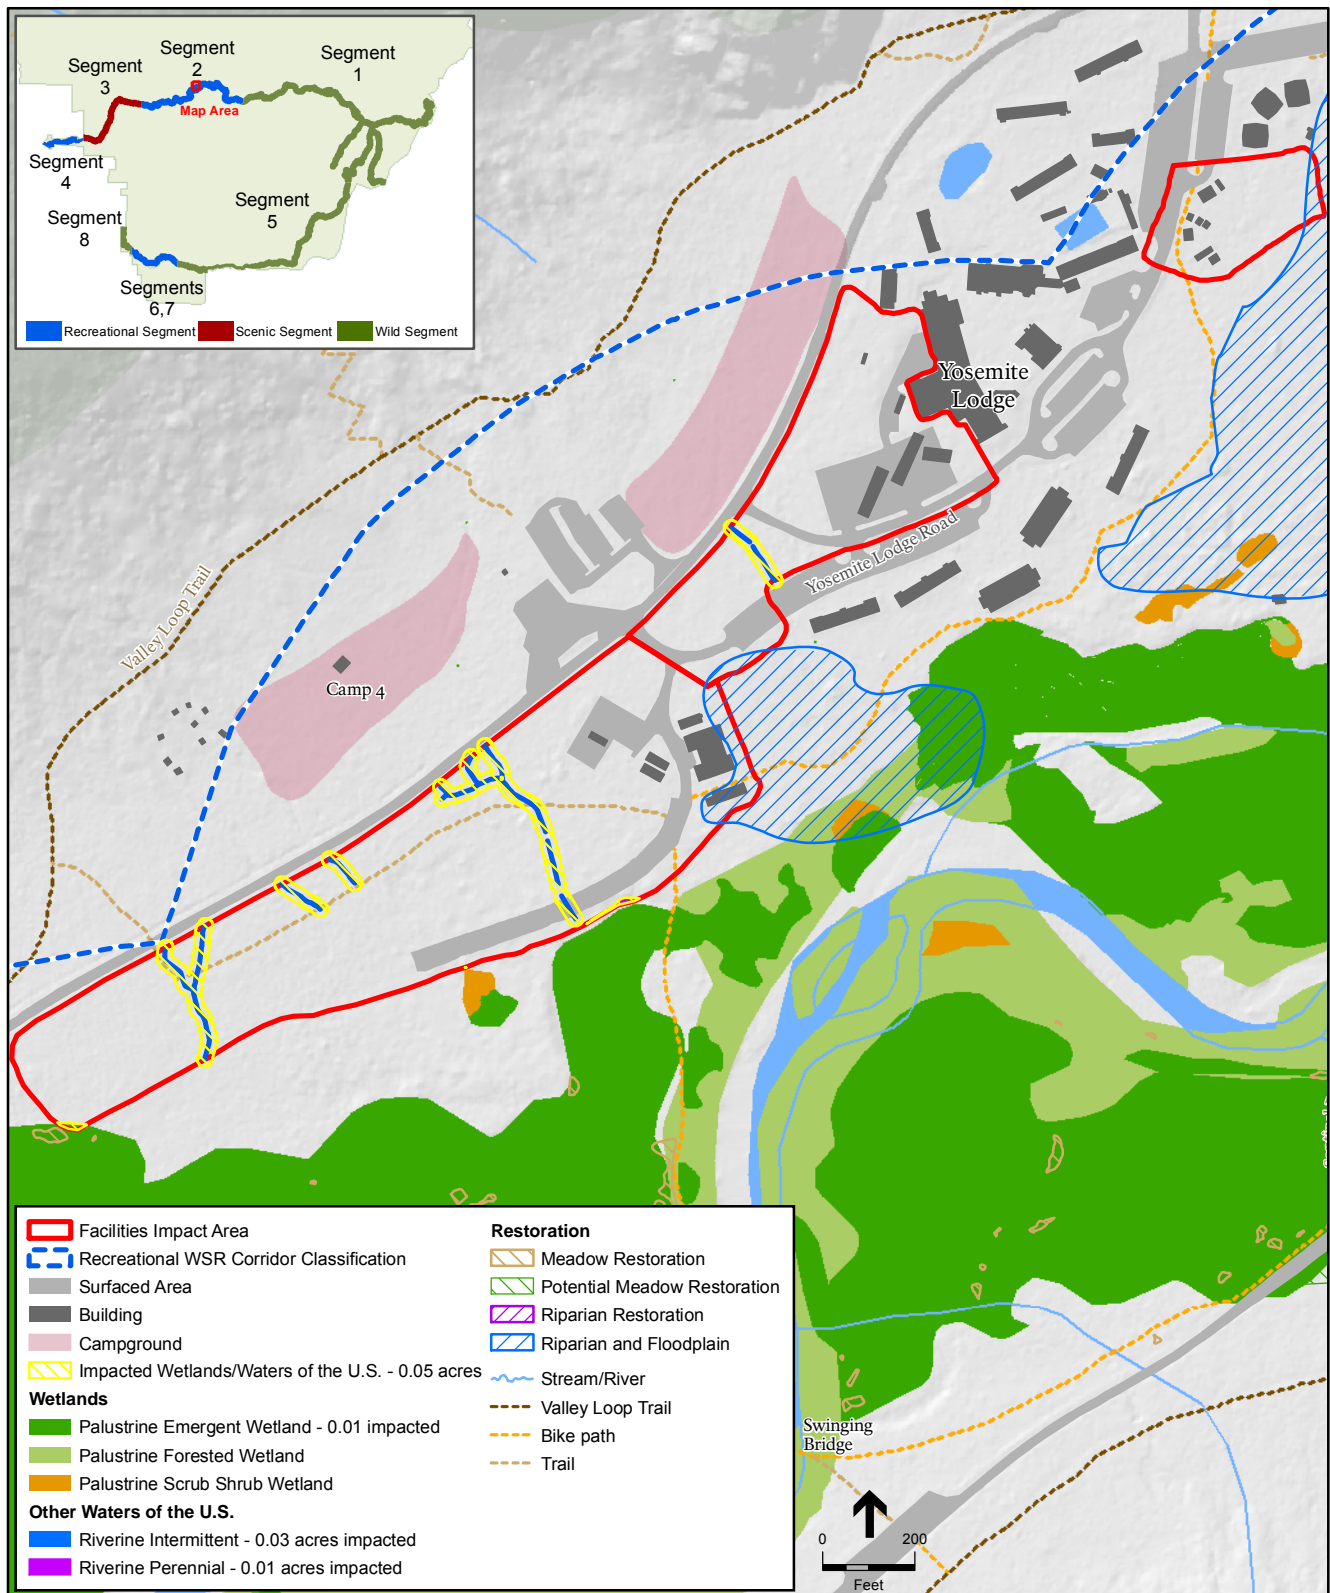 Segment
1
Segment
2
Segment
3
Map Area
Segment
4
Segment
5
Segment
8
Segments
6,7
Recreational Segment
Scenic Segment
Wild Segment
Yosemite
Lodge
Yosemite Lodge Road
Valley Loop Trail
Camp 4
Swinging
Bridge
Facilities Impact Area
Recreational WSR Corridor Classification
Surfaced Area
Building
Campground
Impacted Wetlands/Waters of the U.S. - 0.05 acres
Wetlands
Palustrine Emergent Wetland - 0.01 impacted
Palustrine Forested Wetland
Palustrine Scrub Shrub Wetland
Other Waters of the U.S.
Riverine Intermittent - 0.03 acres impacted
Riverine Perennial - 0.01 acres impacted
Restoration
Meadow Restoration
Potential Meadow Restoration
Riparian Restoration
Riparian and Floodplain
Stream/River
Valley Loop Trail
Bike path
Trail
0 200
Feet